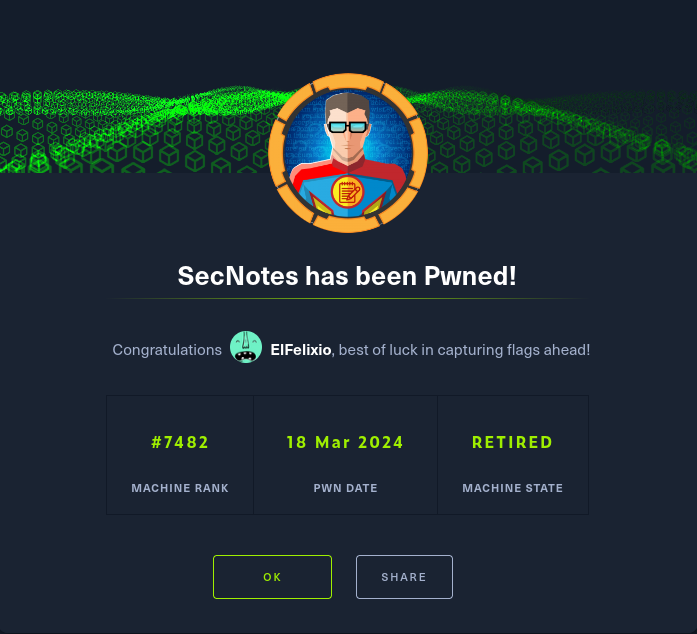 SecNotes has been Pwned!
Congratulations ElFelixio, best of luck in capturing flags ahead!
#7482 18 Mar 2024 RETIRED
MACHINE RANK PWN DATE MACHINE STATE
OK SHARE